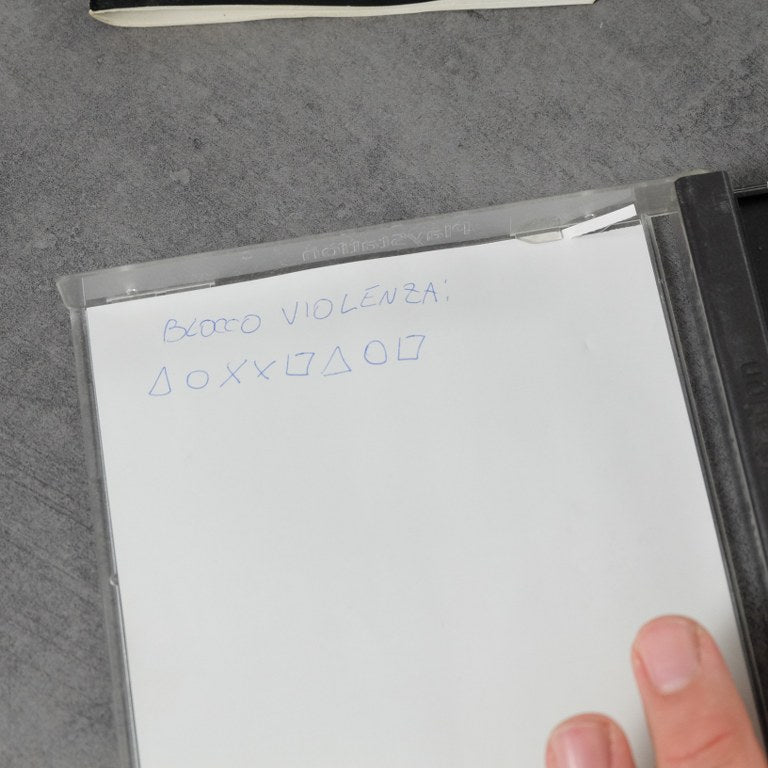 BLOCCO VIOLENZA:
△ ○ X X □ △ ○ □